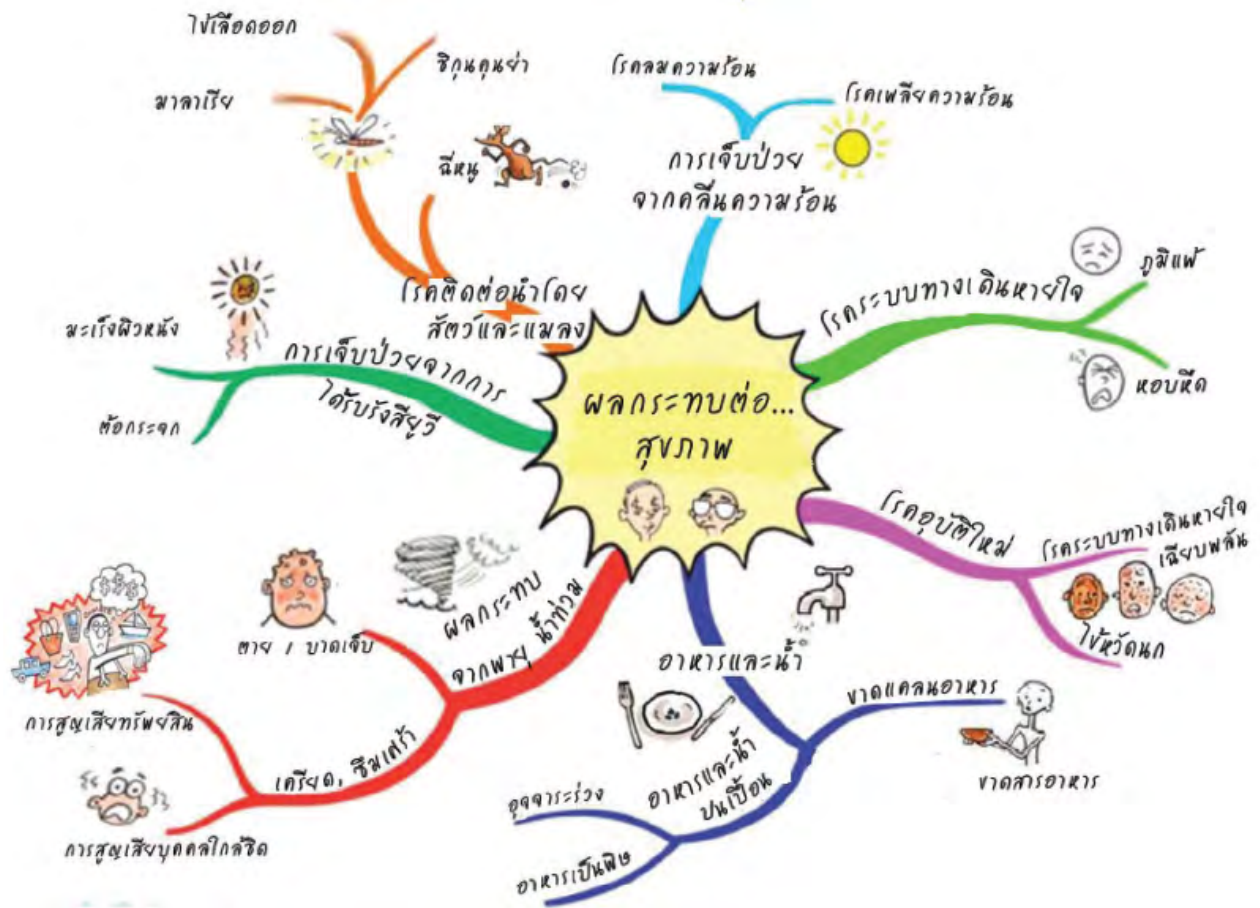 ไข้เลือดออก
ชิกุนคุนย่า
มาลาเรีย
ฉี่หนู
โรคติดต่อนำโดย
สัตว์และแมลง
โรคลมความร้อน
โรคเพลียความร้อน
การเจ็บป่วย
จากคลื่นความร้อน
โรคระบบทางเดินหายใจ
ภูมิแพ้
หอบหืด
มะเร็งผิวหนัง
การเจ็บป่วยจากการ
ได้รับรังสียูวี
ต้อกระจก
ผลกระทบต่อ...
สุขภาพ
โรคอุบัติใหม่
โรคระบบทางเดินหายใจ
เฉียบพลัน
ไข้หวัดนก
ผลกระทบ
จากพายุ น้ำท่วม
ตาย / บาดเจ็บ
การสูญเสียทรัพย์สิน
เครียด, ซึมเศร้า
การสูญเสียบุคคลใกล้ชิด
อาหารและน้ำ
ขาดแคลนอาหาร
ขาดสารอาหาร
อาหารและน้ำ
ปนเปื้อน
อุจจาระร่วง
อาหารเป็นพิษ